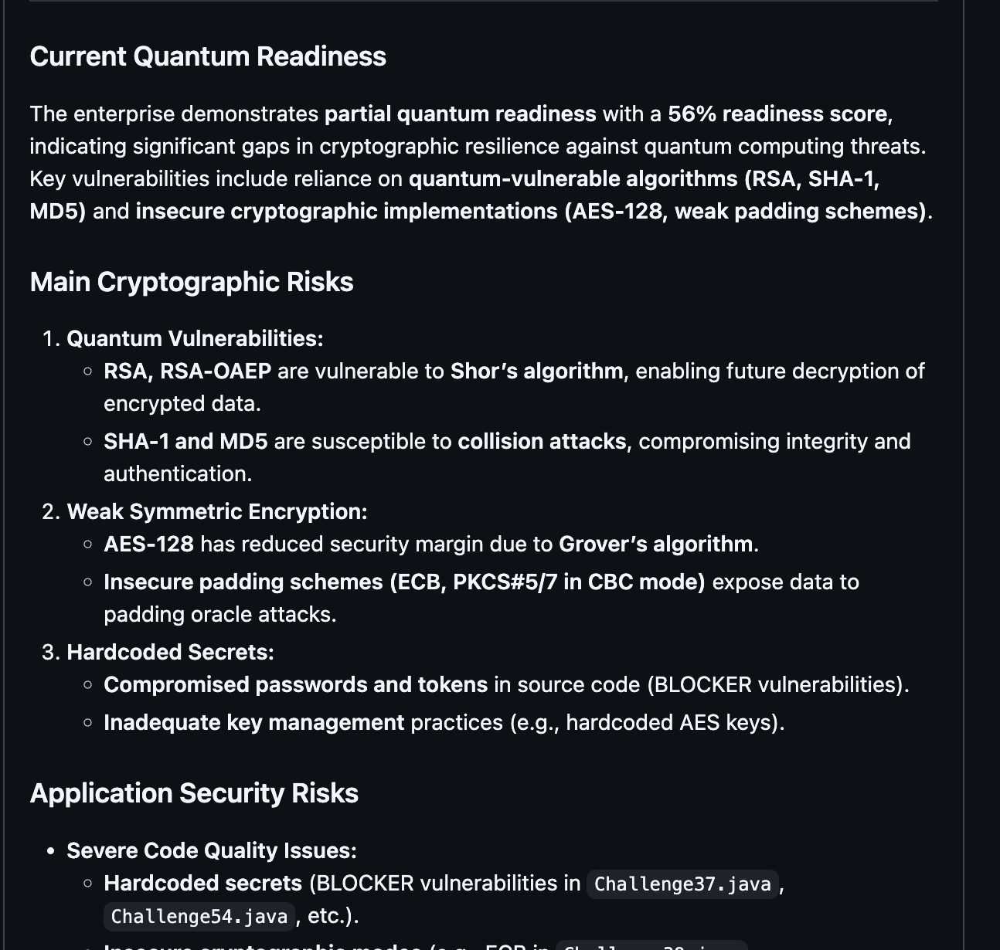 Current Quantum Readiness
The enterprise demonstrates partial quantum readiness with a 56% readiness score,
indicating significant gaps in cryptographic resilience against quantum computing threats.
Key vulnerabilities include reliance on quantum-vulnerable algorithms (RSA, SHA-1,
MD5) and insecure cryptographic implementations (AES-128, weak padding schemes).
Main Cryptographic Risks
1. Quantum Vulnerabilities:
◦ RSA, RSA-OAEP are vulnerable to Shor’s algorithm, enabling future decryption of
encrypted data.
◦ SHA-1 and MD5 are susceptible to collision attacks, compromising integrity and
authentication.
2. Weak Symmetric Encryption:
◦ AES-128 has reduced security margin due to Grover’s algorithm.
◦ Insecure padding schemes (ECB, PKCS#5/7 in CBC mode) expose data to
padding oracle attacks.
3. Hardcoded Secrets:
◦ Compromised passwords and tokens in source code (BLOCKER vulnerabilities).
◦ Inadequate key management practices (e.g., hardcoded AES keys).
Application Security Risks
• Severe Code Quality Issues:
◦ Hardcoded secrets (BLOCKER vulnerabilities in Challenge37.java,
Challenge54.java, etc.).
◦ Insecure cryptographic modes (e.g., ECB in